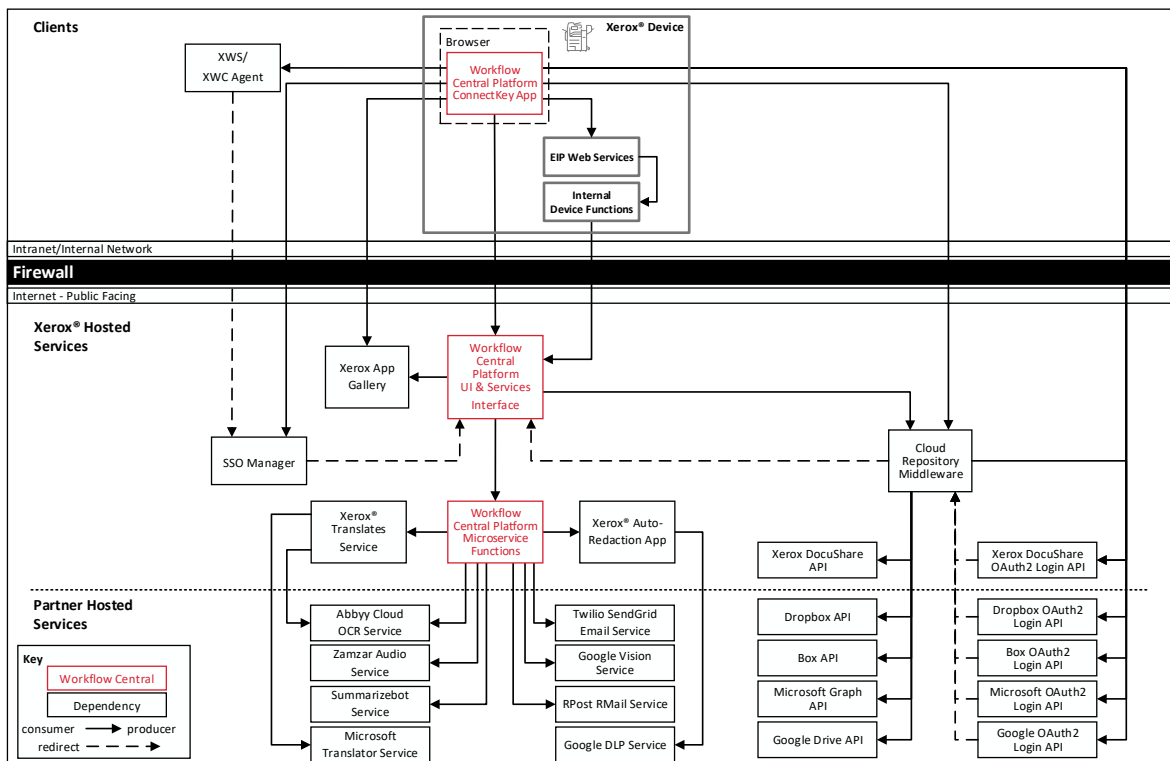 Clients
Xerox® Device
Browser
XWS/
XWC Agent
Workflow
Central Platform
ConnectKey App
EIP Web Services
Internal
Device Functions
Intranet/Internal Network
Firewall
Internet - Public Facing
Xerox® Hosted
Services
Xerox App
Gallery
Workflow
Central
Platform
UI & Services
Interface
SSO Manager
Cloud
Repository
Middleware
Xerox®
Translates
Service
Workflow
Central Platform
Microservice
Functions
Xerox® Auto-
Redaction App
Xerox DocuShare
API
Xerox DocuShare
OAuth2 Login API
Partner Hosted
Services
Abbyy Cloud
OCR Service
Twilio SendGrid
Email Service
Dropbox API
Dropbox OAuth2
Login API
Zamzar Audio
Service
Google Vision
Service
Box API
Box OAuth2
Login API
Summarizebot
Service
RPost RMail Service
Microsoft Graph
API
Microsoft OAuth2
Login API
Microsoft
Translator Service
Google DLP Service
Google Drive API
Google OAuth2
Login API
Key
Workflow Central
Dependency
consumer producer
redirect